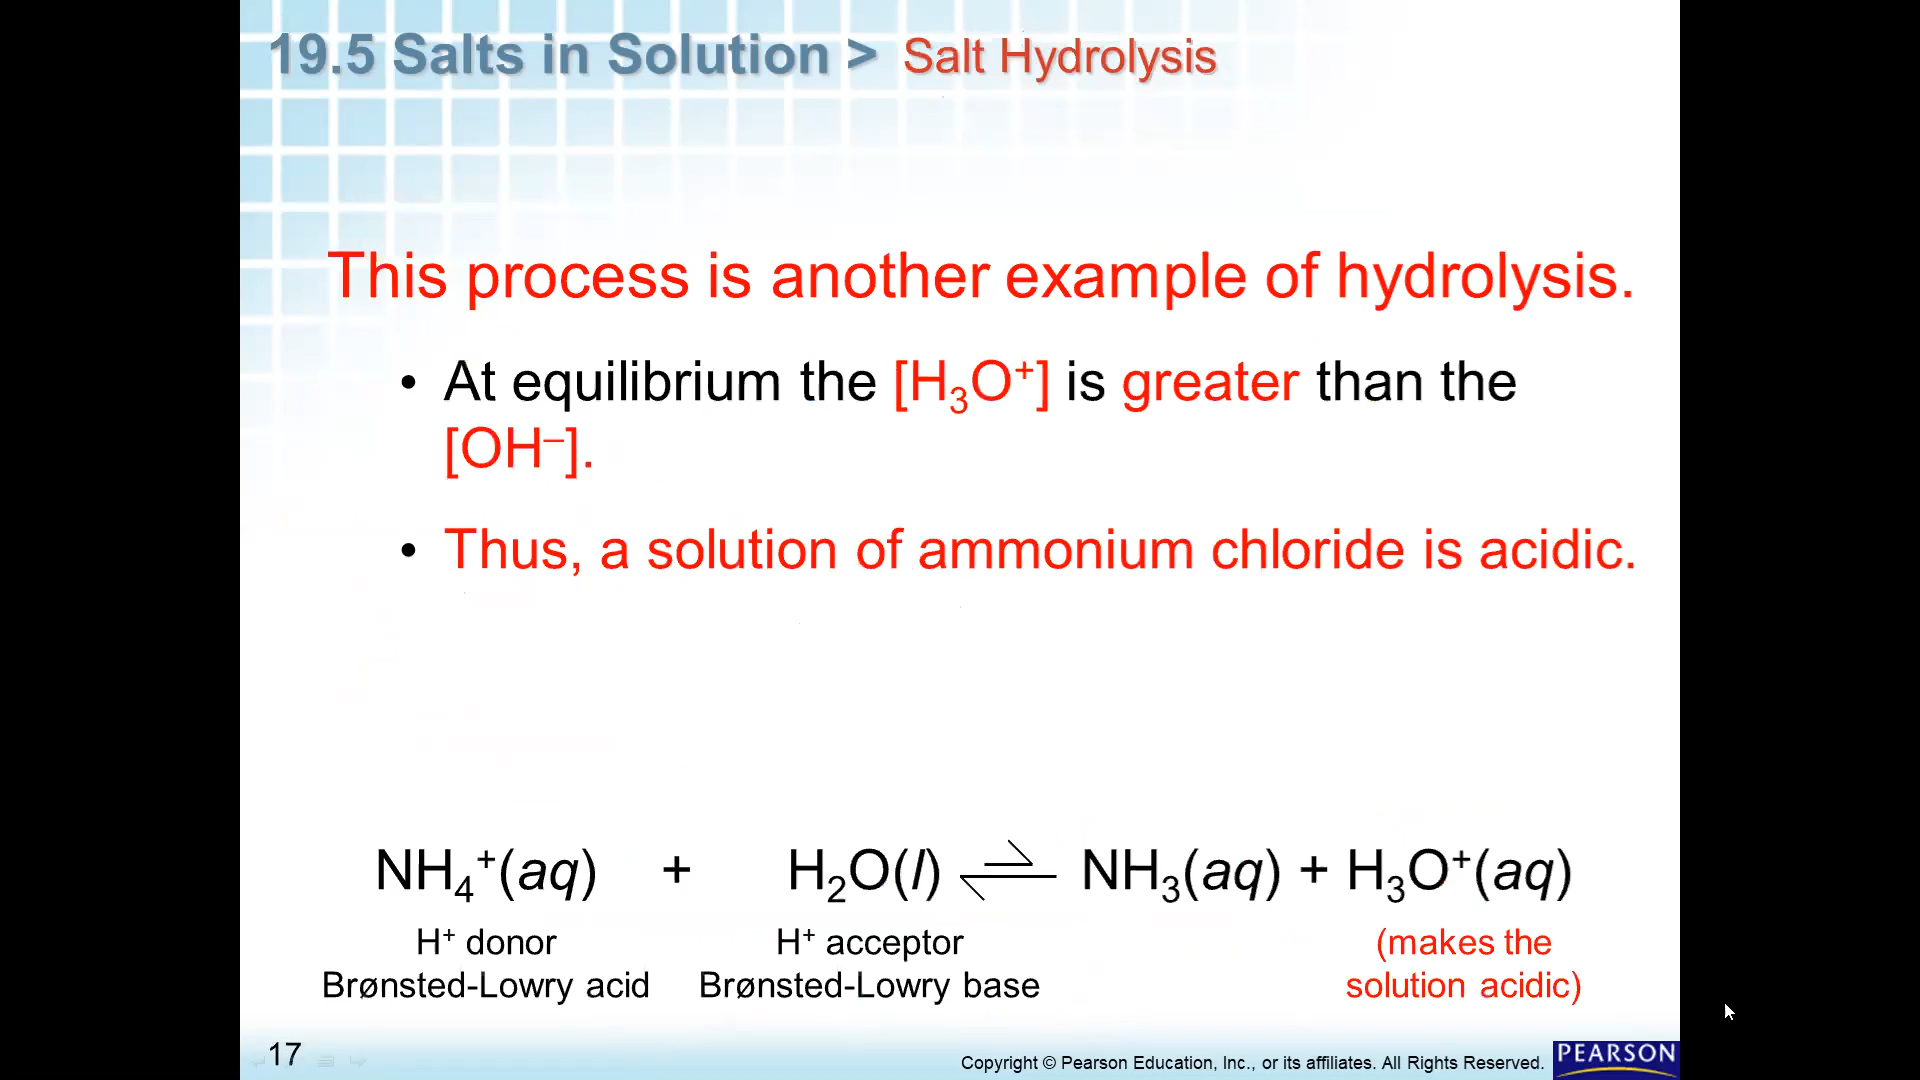 19.5 Salts in Solution > Salt Hydrolysis
This process is another example of hydrolysis.
• At equilibrium the [H₃O⁺] is greater than the
[OH⁻].
• Thus, a solution of ammonium chloride is acidic.
NH₄⁺(aq) + H₂O(l) ⇌ NH₃(aq) + H₃O⁺(aq)
H⁺ donor H⁺ acceptor (makes the
Brønsted-Lowry acid Brønsted-Lowry base solution acidic)
17
Copyright © Pearson Education, Inc., or its affiliates. All Rights Reserved. PEARSON